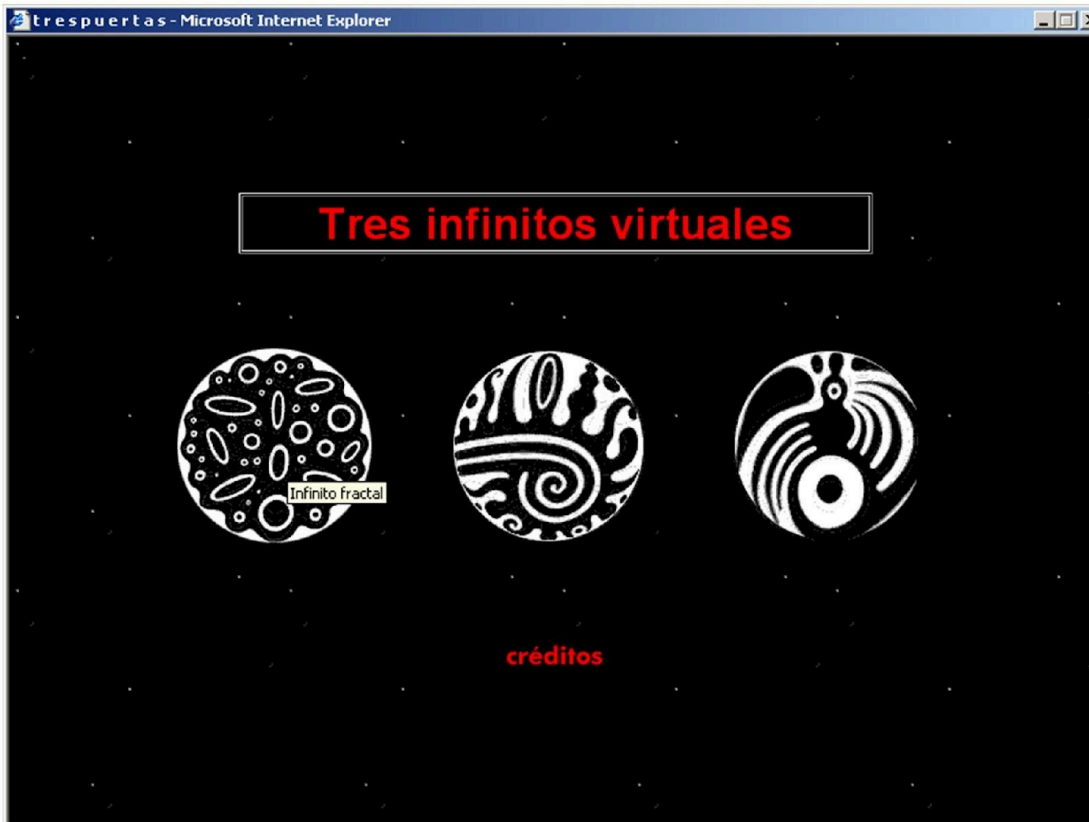 t r e s p u e r t a s - Microsoft Internet Explorer
Tres infinitos virtuales
Infinito fractal
créditos